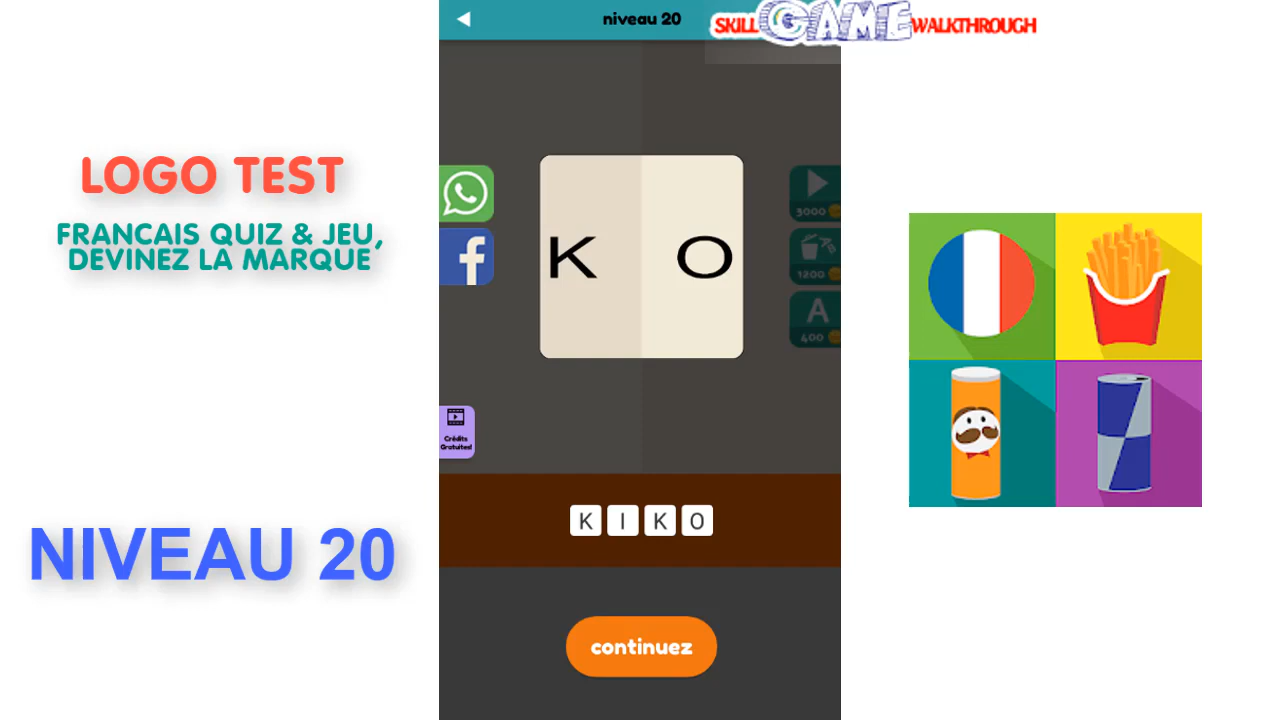 niveau 20
SKILL GAME WALKTHROUGH
LOGO TEST
FRANCAIS QUIZ & JEU,
DEVINEZ LA MARQUE
K O
3000
1200
A
400
f
Crédits
Gratuites!
KIKO
NIVEAU 20
continuez